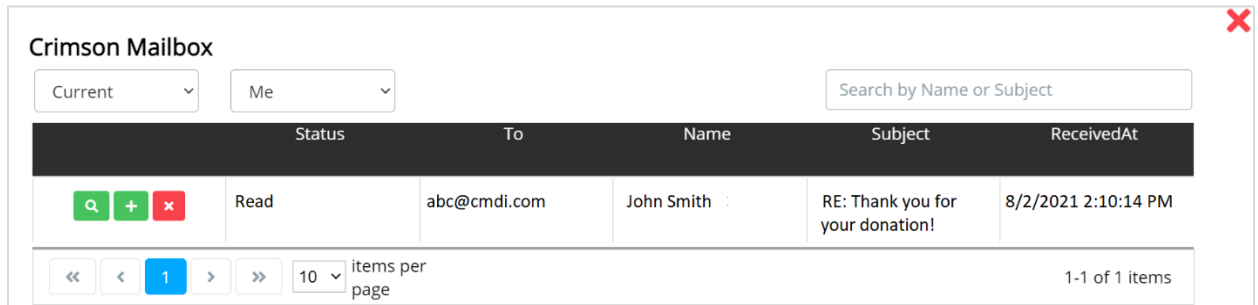 Crimson Mailbox
Current
Me
Search by Name or Subject
Status To Name Subject ReceivedAt
Read abc@cmdi.com John Smith RE: Thank you for 8/2/2021 2:10:14 PM
your donation!
« ‹ 1 › » 10 items per
page
1-1 of 1 items